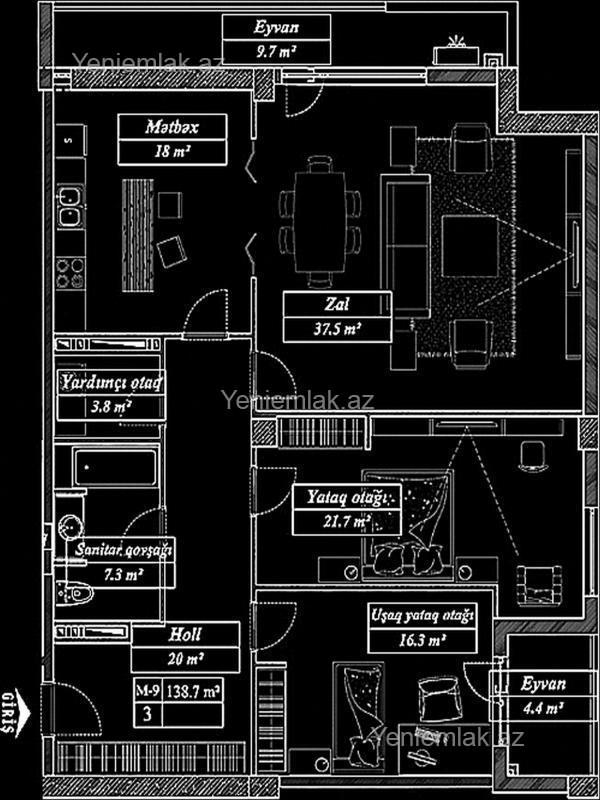 Eyvan
9.7 m²
Yeniemlak.az
Mətbəx
18 m²
S
Zal
37.5 m²
Yardımçı otaq
3.8 m²
Yeniemlak.az
Yataq otağı
21.7 m²
Sanitar qovşağı
7.3 m²
Uşaq yataq otağı
16.3 m²
Holl
20 m²
Eyvan
4.4 m²
M-9 138.7 m²
3
GİRİŞ
Yeniemlak.az